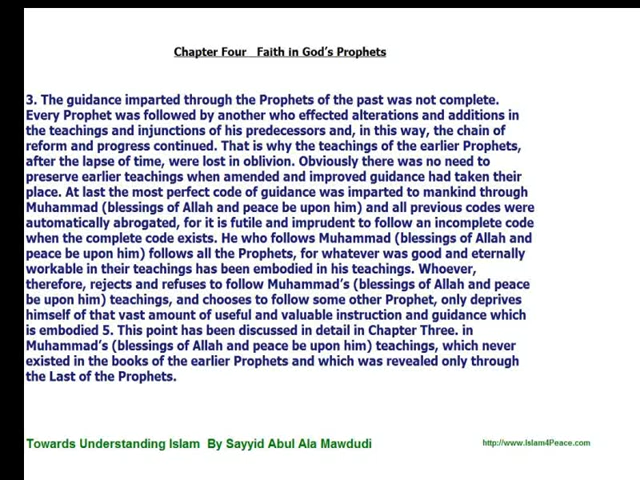 Chapter Four   Faith in God's Prophets
3. The guidance imparted through the Prophets of the past was not complete.
Every Prophet was followed by another who effected alterations and additions in
the teachings and injunctions of his predecessors and, in this way, the chain of
reform and progress continued. That is why the teachings of the earlier Prophets,
after the lapse of time, were lost in oblivion. Obviously there was no need to
preserve earlier teachings when amended and improved guidance had taken their
place. At last the most perfect code of guidance was imparted to mankind through
Muhammad (blessings of Allah and peace be upon him) and all previous codes were
automatically abrogated, for it is futile and imprudent to follow an incomplete code
when the complete code exists. He who follows Muhammad (blessings of Allah and
peace be upon him) follows all the Prophets, for whatever was good and eternally
workable in their teachings has been embodied in his teachings. Whoever,
therefore, rejects and refuses to follow Muhammad's (blessings of Allah and peace
be upon him) teachings, and chooses to follow some other Prophet, only deprives
himself of that vast amount of useful and valuable instruction and guidance which
is embodied 5. This point has been discussed in detail in Chapter Three. in
Muhammad's (blessings of Allah and peace be upon him) teachings, which never
existed in the books of the earlier Prophets and which was revealed only through
the Last of the Prophets.
Towards Understanding Islam  By Sayyid Abul Ala Mawdudi
http://www.Islam4Peace.com